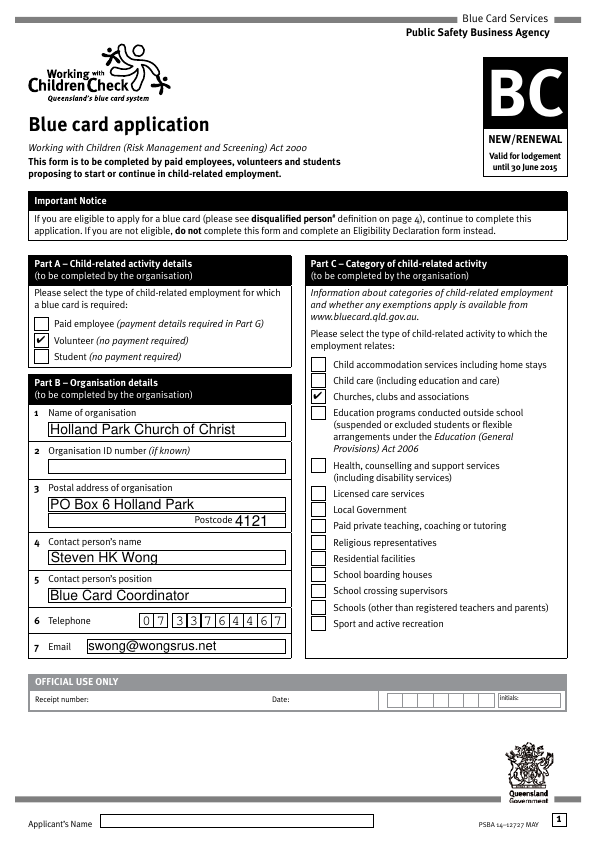 Blue Card Services
Public Safety Business Agency
Working with
Children Check
Queensland's blue card system
BC
NEW/RENEWAL
Valid for lodgement
until 30 June 2015
Blue card application
Working with Children (Risk Management and Screening) Act 2000
This form is to be completed by paid employees, volunteers and students
proposing to start or continue in child-related employment.
Important Notice
If you are eligible to apply for a blue card (please see disqualified person# definition on page 4), continue to complete this
application. If you are not eligible, do not complete this form and complete an Eligibility Declaration form instead.
Part A – Child-related activity details
(to be completed by the organisation)
Please select the type of child-related employment for which
a blue card is required:
Paid employee (payment details required in Part G)
✔ Volunteer (no payment required)
Student (no payment required)
Part B – Organisation details
(to be completed by the organisation)
1 Name of organisation
Holland Park Church of Christ
2 Organisation ID number (if known)
3 Postal address of organisation
PO Box 6 Holland Park
Postcode 4121
4 Contact person's name
Steven HK Wong
5 Contact person's position
Blue Card Coordinator
6 Telephone 07 33764467
7 Email swong@wongsrus.net
Part C – Category of child-related activity
(to be completed by the organisation)
Information about categories of child-related employment
and whether any exemptions apply is available from
www.bluecard.qld.gov.au.
Please select the type of child-related activity to which the
employment relates:
Child accommodation services including home stays
Child care (including education and care)
✔ Churches, clubs and associations
Education programs conducted outside school
(suspended or excluded students or flexible
arrangements under the Education (General
Provisions) Act 2006
Health, counselling and support services
(including disability services)
Licensed care services
Local Government
Paid private teaching, coaching or tutoring
Religious representatives
Residential facilities
School boarding houses
School crossing supervisors
Schools (other than registered teachers and parents)
Sport and active recreation
OFFICIAL USE ONLY
Receipt number: Date: initials:
Queensland
Government
Applicant's Name
PSBA 14–12727 MAY 1